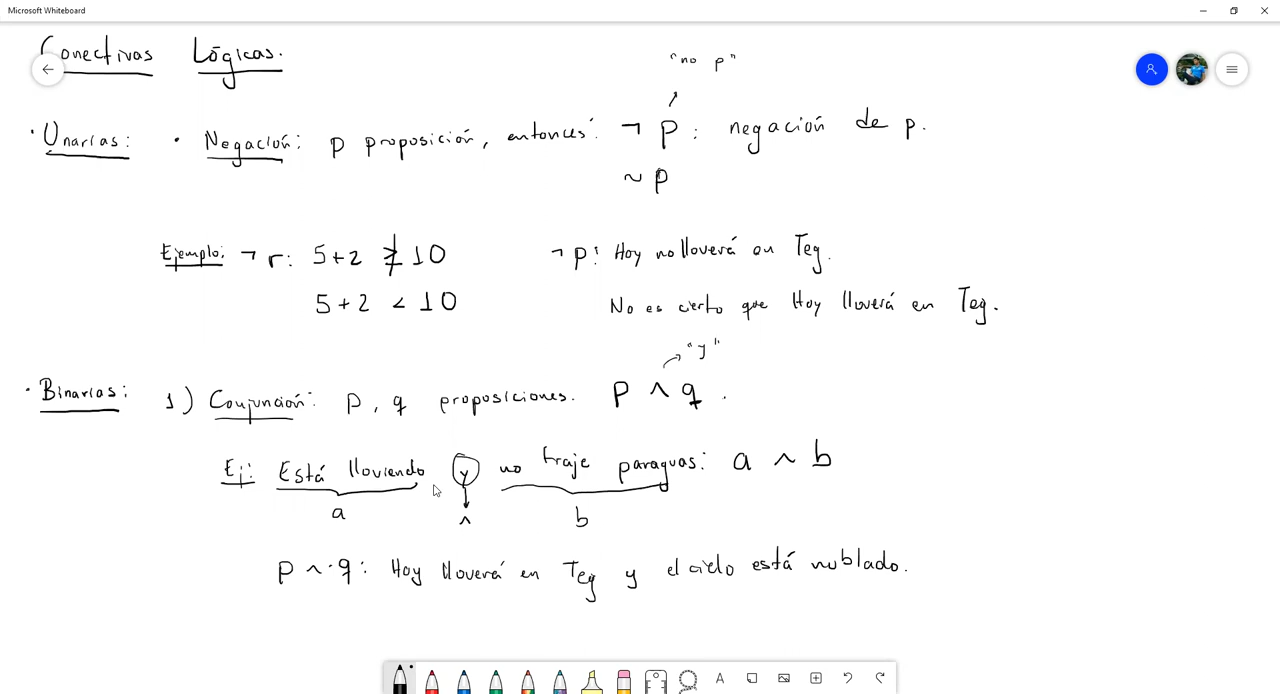 Microsoft Whiteboard
Conectivas Lógicas.
"no p"
· Unarias: · Negación: p proposición, entonces: ¬ p : negación de p.
~ p
Ejemplo: ¬ r: 5+2 ≱ 10 ¬ p: Hoy no lloverá en Teg.
5+2 < 10 No es cierto que Hoy lloverá en Teg.
"y"
· Binarias: 1) Conjunción: p, q proposiciones. p ∧ q.
Ej: Está lloviendo y no traje paraguas: a ∧ b
a ∧ b
p ∧ q: Hoy lloverá en Teg y el cielo está nublado.